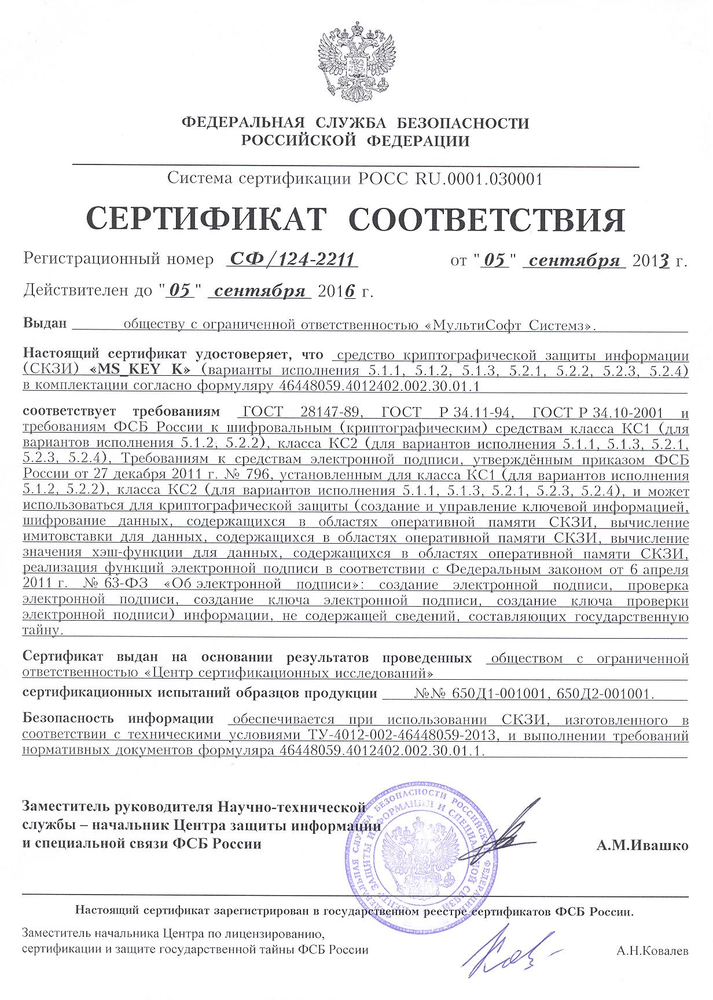 ФЕДЕРАЛЬНАЯ СЛУЖБА БЕЗОПАСНОСТИ
РОССИЙСКОЙ ФЕДЕРАЦИИ
Система сертификации РОСС RU.0001.030001
СЕРТИФИКАТ СООТВЕТСТВИЯ
Регистрационный номер СФ/124-2211 от "05" сентября 2013 г.
Действителен до "05" сентября 2016 г.
Выдан обществу с ограниченной ответственностью «МультиСофт Системз».
Настоящий сертификат удостоверяет, что средство криптографической защиты информации
(СКЗИ) «MS_KEY K» (варианты исполнения 5.1.1, 5.1.2, 5.1.3, 5.2.1, 5.2.2, 5.2.3, 5.2.4)
в комплектации согласно формуляру 46448059.4012402.002.30.01.1
соответствует требованиям ГОСТ 28147-89, ГОСТ Р 34.11-94, ГОСТ Р 34.10-2001 и
требованиям ФСБ России к шифровальным (криптографическим) средствам класса КС1 (для
вариантов исполнения 5.1.2, 5.2.2), класса КС2 (для вариантов исполнения 5.1.1, 5.1.3, 5.2.1,
5.2.3, 5.2.4), Требованиям к средствам электронной подписи, утверждённым приказом ФСБ
России от 27 декабря 2011 г. № 796, установленным для класса КС1 (для вариантов исполнения
5.1.2, 5.2.2), класса КС2 (для вариантов исполнения 5.1.1, 5.1.3, 5.2.1, 5.2.3, 5.2.4), и может
использоваться для криптографической защиты (создание и управление ключевой информацией,
шифрование данных, содержащихся в областях оперативной памяти СКЗИ, вычисление
имитовставки для данных, содержащихся в областях оперативной памяти СКЗИ, вычисление
значения хэш-функции для данных, содержащихся в областях оперативной памяти СКЗИ,
реализация функций электронной подписи в соответствии с Федеральным законом от 6 апреля
2011 г. № 63-ФЗ «Об электронной подписи»: создание электронной подписи, проверка
электронной подписи, создание ключа электронной подписи, создание ключа проверки
электронной подписи) информации, не содержащей сведений, составляющих государственную
тайну.
Сертификат выдан на основании результатов проведенных обществом с ограниченной
ответственностью «Центр сертификационных исследований»
сертификационных испытаний образцов продукции №№ 650Д1-001001, 650Д2-001001.
Безопасность информации обеспечивается при использовании СКЗИ, изготовленного в
соответствии с техническими условиями ТУ-4012-002-46448059-2013, и выполнении требований
нормативных документов формуляра 46448059.4012402.002.30.01.1.
Заместитель руководителя Научно-технической
службы – начальник Центра защиты информации
и специальной связи ФСБ России А.М.Ивашко
ФЕДЕРАЛЬНАЯ СЛУЖБА БЕЗОПАСНОСТИ РОССИЙСКОЙ ФЕДЕРАЦИИ
ЦЕНТР ЗАЩИТЫ ИНФОРМАЦИИ И СПЕЦИАЛЬНОЙ СВЯЗИ
Настоящий сертификат зарегистрирован в государственном реестре сертификатов ФСБ России.
Заместитель начальника Центра по лицензированию,
сертификации и защите государственной тайны ФСБ России А.Н.Ковалев